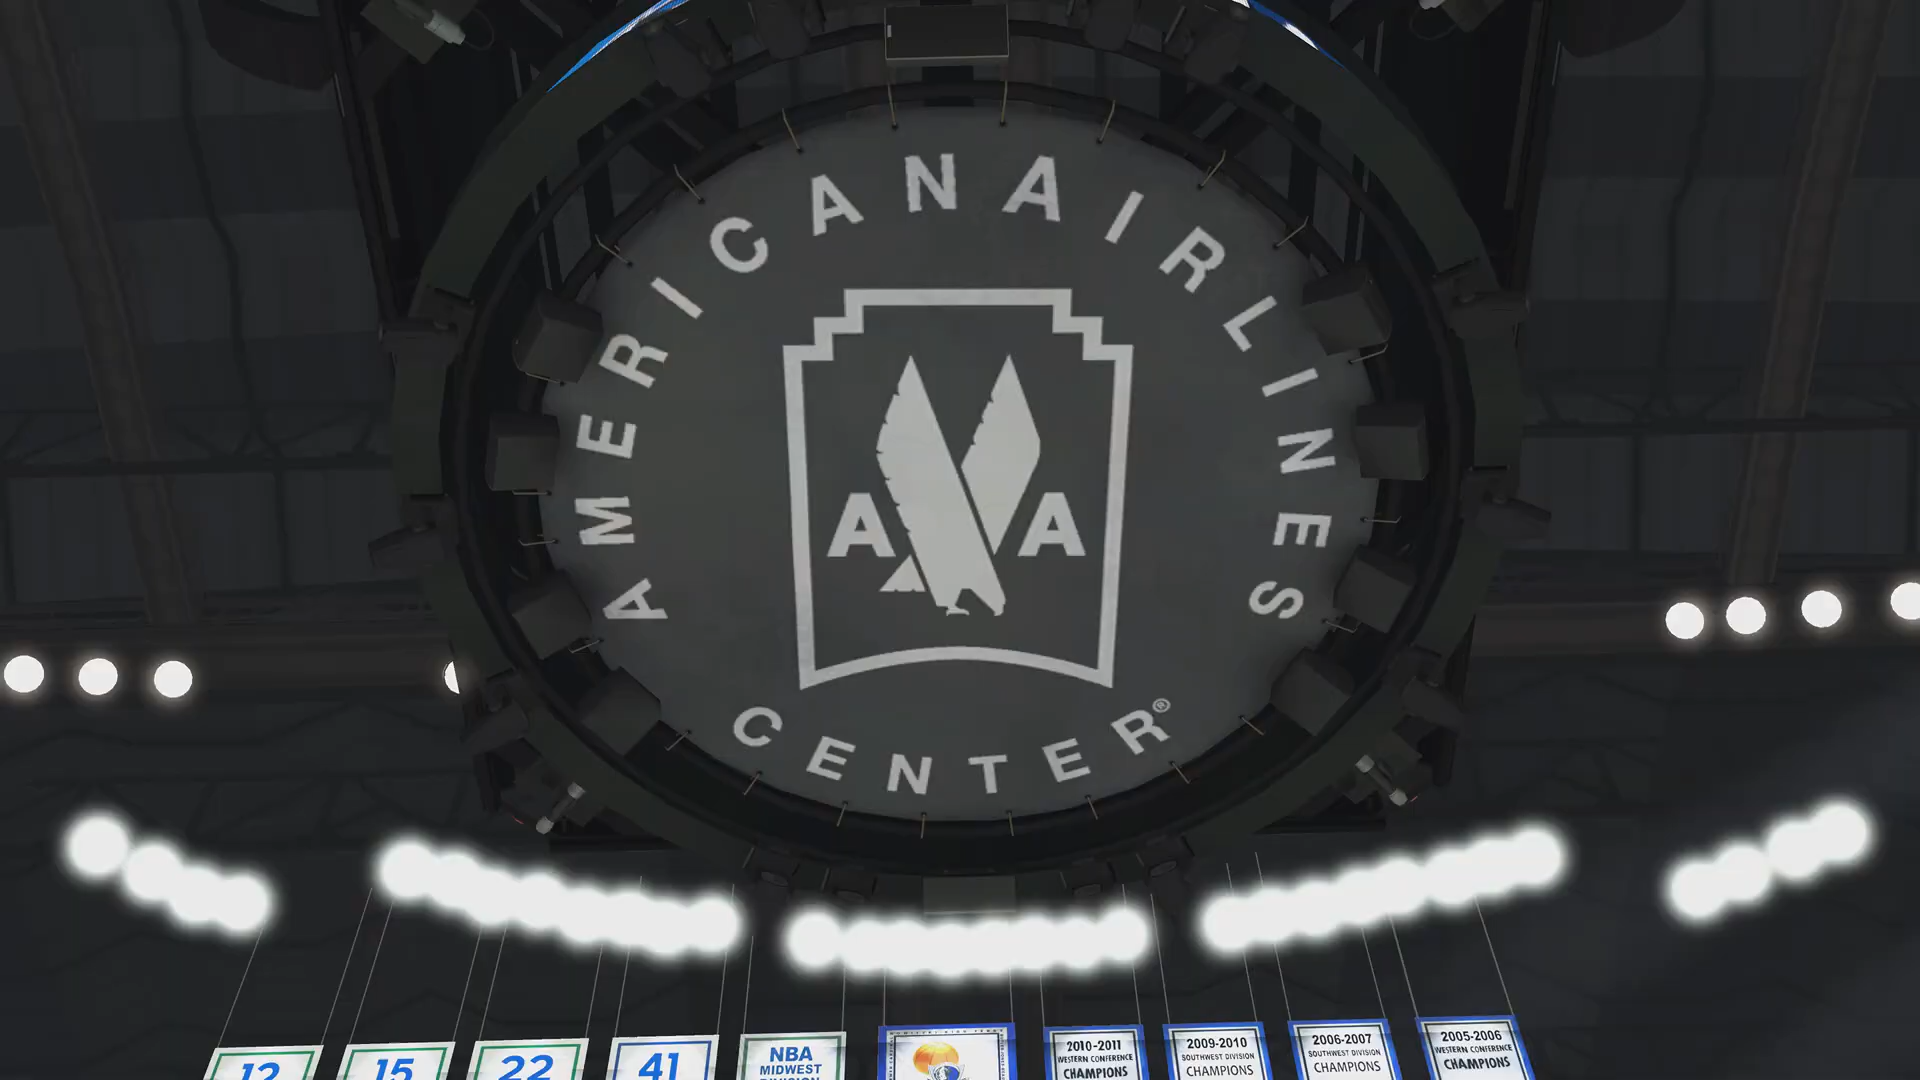 AMERICAN AIRLINES
A A
CENTER®
12
15
22
41
NBA
MIDWEST
DIVISION
2010-2011
WESTERN CONFERENCE
CHAMPIONS
2009-2010
SOUTHWEST DIVISION
CHAMPIONS
2006-2007
SOUTHWEST DIVISION
CHAMPIONS
2005-2006
WESTERN CONFERENCE
CHAMPIONS